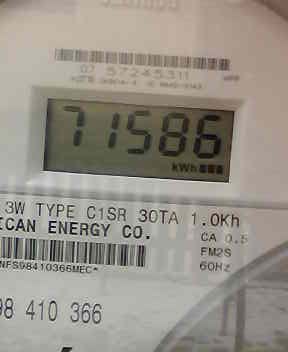 07 57245311
71586
kWh
3W TYPE C1SR 30TA 1.0Kh
ICAN ENERGY CO.
CA 0.5
FM2S
60Hz
NFS98410366MEC*
98 410 366